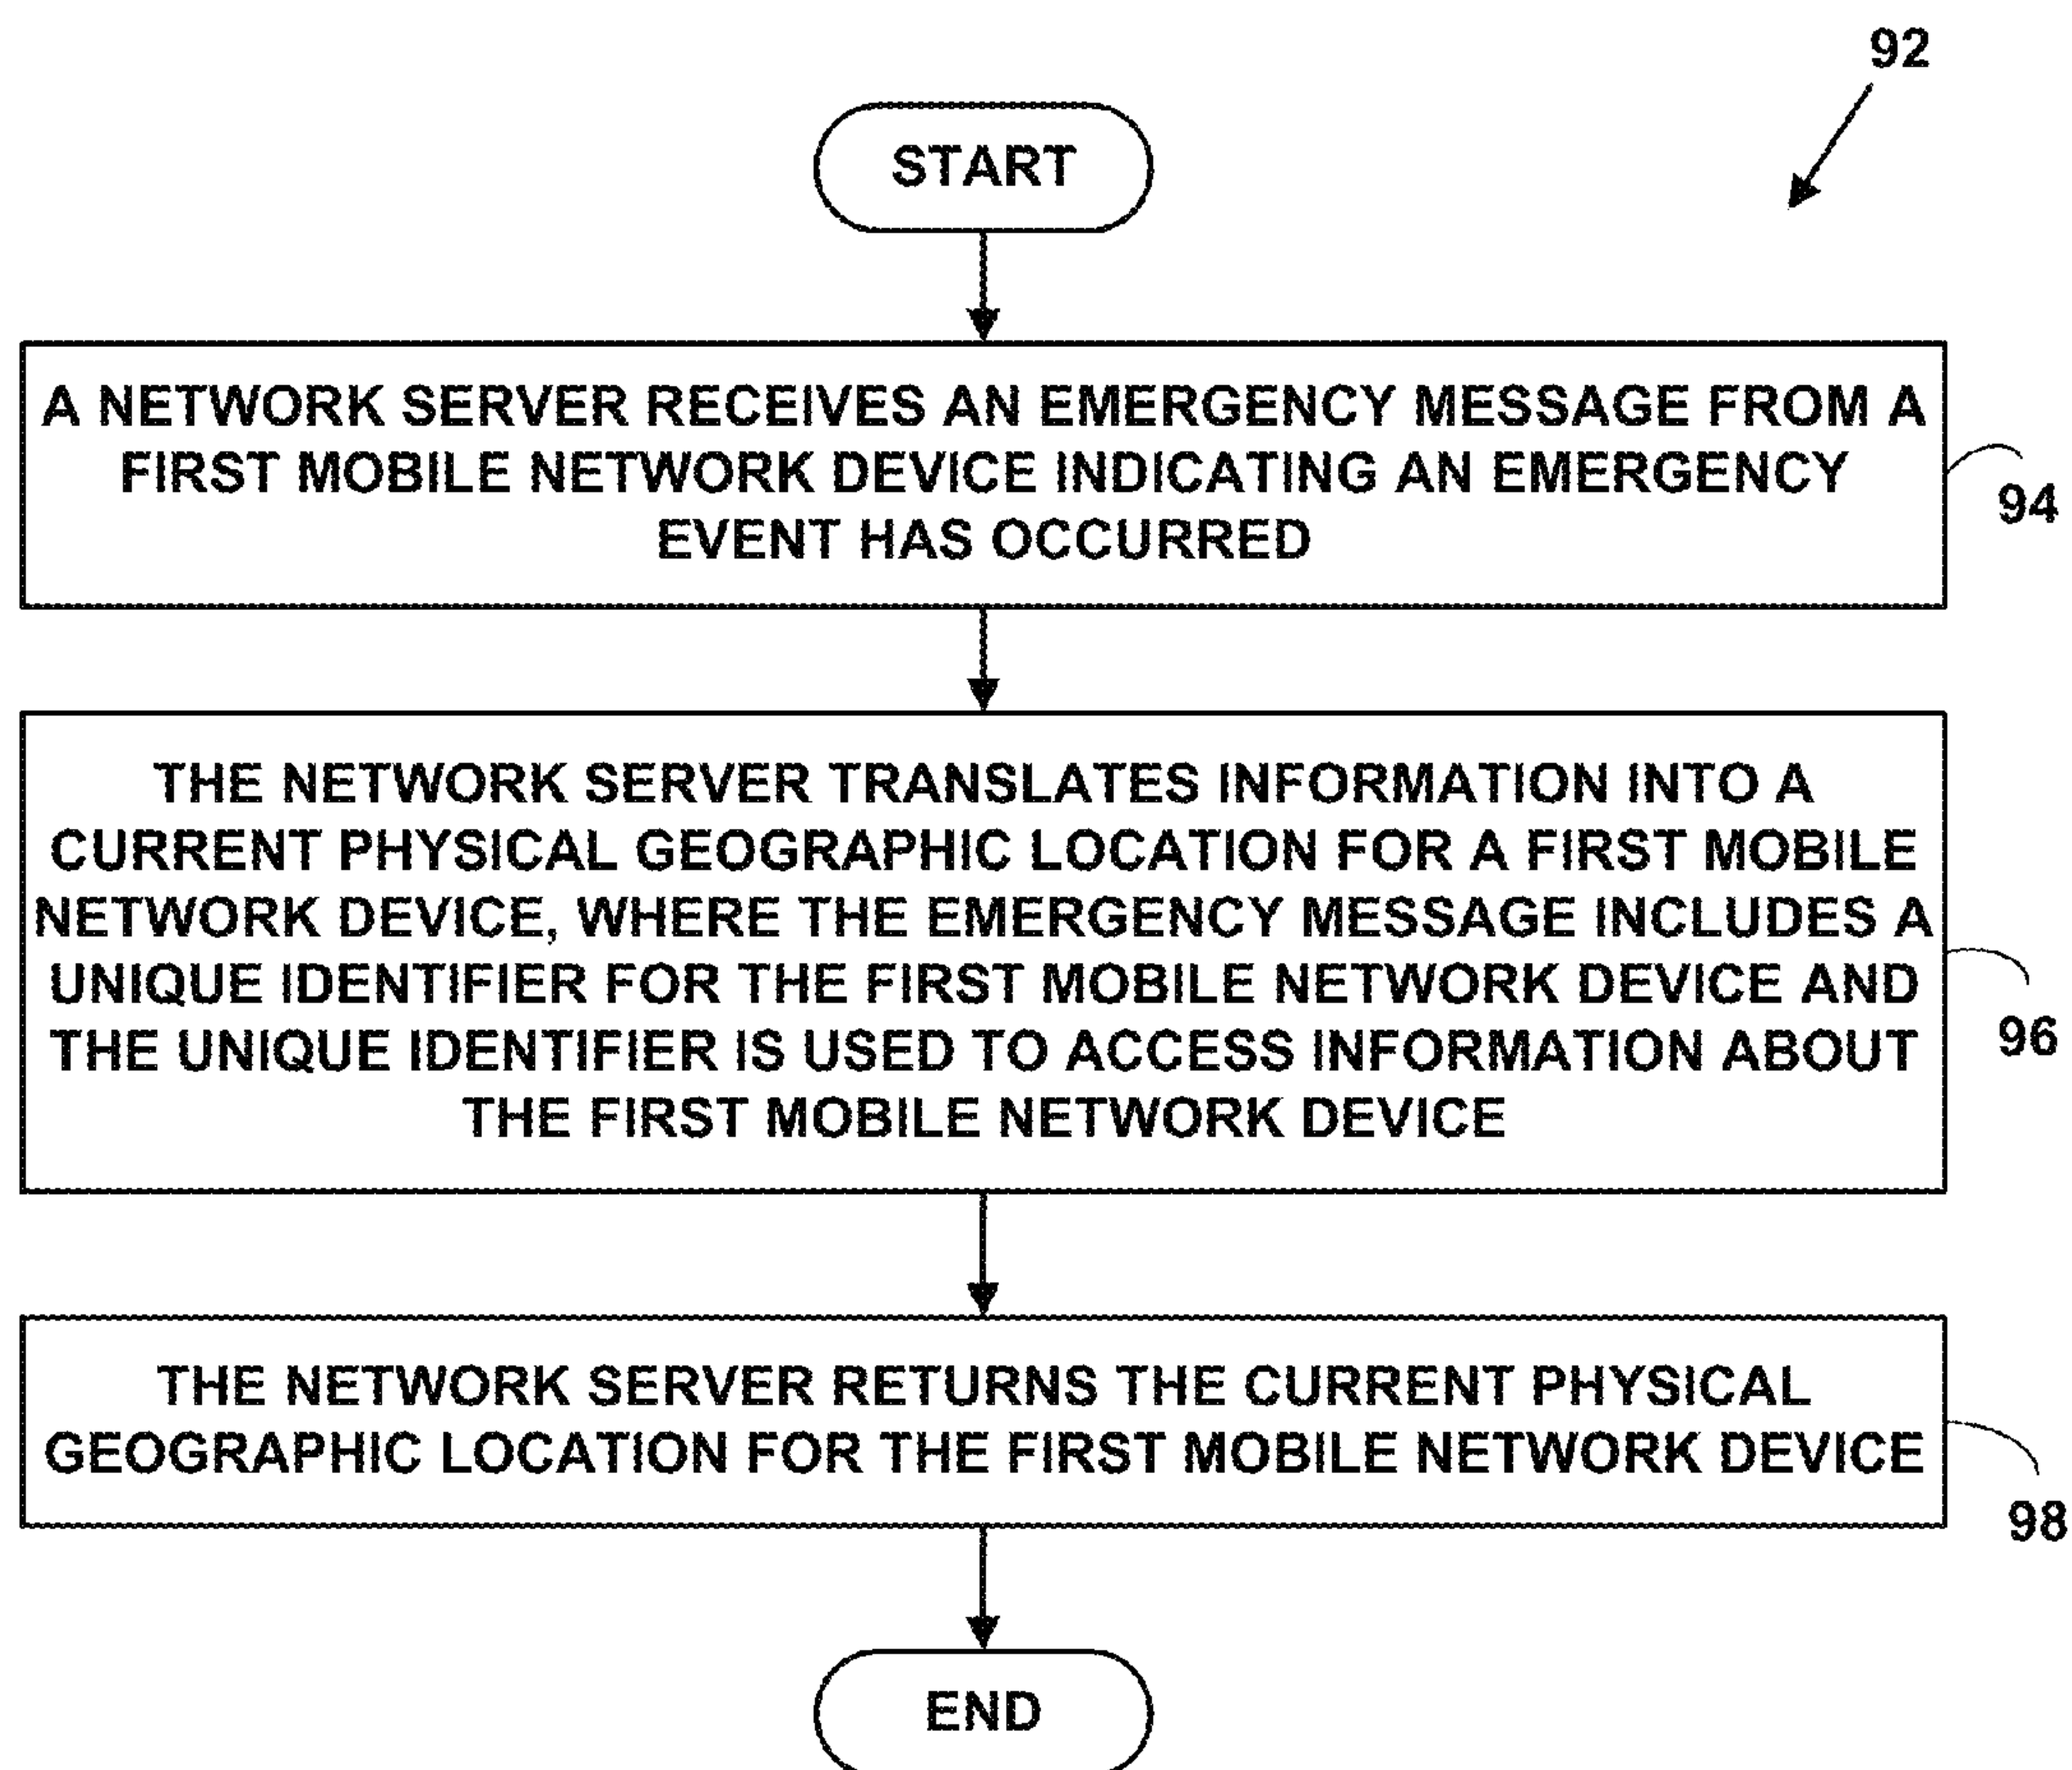 92
START
A NETWORK SERVER RECEIVES AN EMERGENCY MESSAGE FROM A
FIRST MOBILE NETWORK DEVICE INDICATING AN EMERGENCY
EVENT HAS OCCURRED
94
THE NETWORK SERVER TRANSLATES INFORMATION INTO A
CURRENT PHYSICAL GEOGRAPHIC LOCATION FOR A FIRST MOBILE
NETWORK DEVICE, WHERE THE EMERGENCY MESSAGE INCLUDES A
UNIQUE IDENTIFIER FOR THE FIRST MOBILE NETWORK DEVICE AND
THE UNIQUE IDENTIFIER IS USED TO ACCESS INFORMATION ABOUT
THE FIRST MOBILE NETWORK DEVICE
96
THE NETWORK SERVER RETURNS THE CURRENT PHYSICAL
GEOGRAPHIC LOCATION FOR THE FIRST MOBILE NETWORK DEVICE
98
END